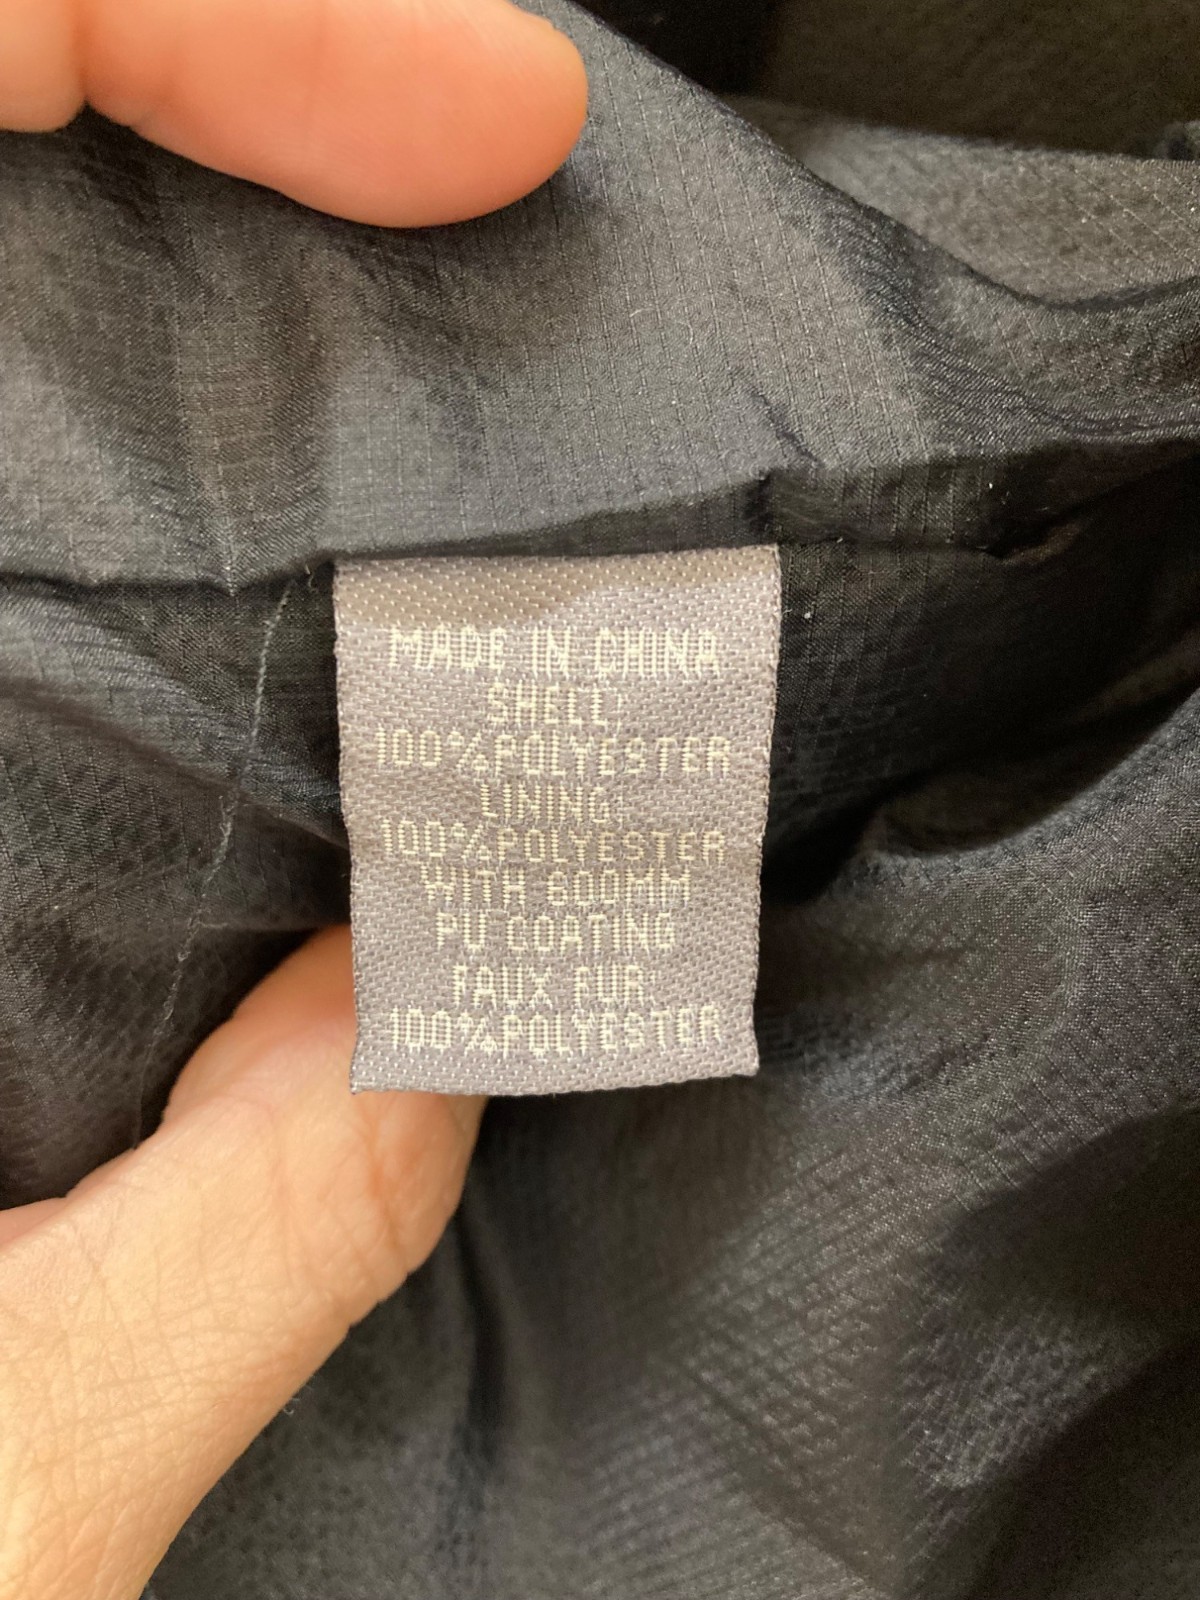 MADE IN CHINA
SHELL:
100%POLYESTER
LINING:
100%POLYESTER
WITH 600MM
PU COATING
FAUX FUR:
100%POLYESTER